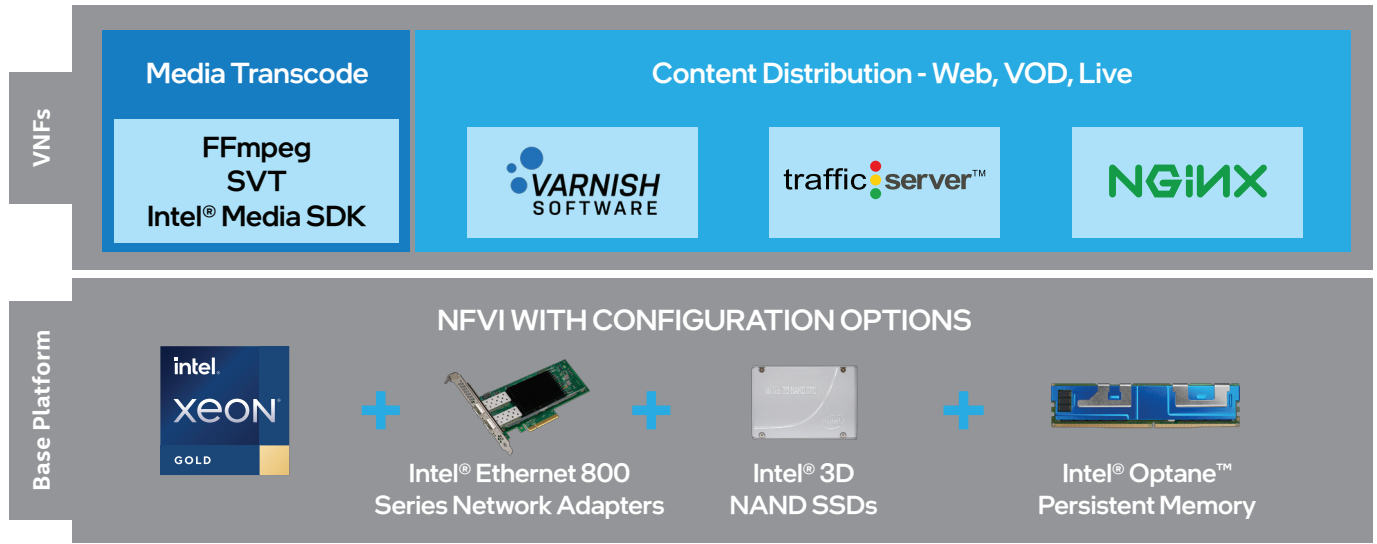 VNFs
Media Transcode
FFmpeg
SVT
Intel® Media SDK
Content Distribution - Web, VOD, Live
VARNISH
SOFTWARE
traffic server™
NGiNX
Base Platform
NFVI WITH CONFIGURATION OPTIONS
intel.
xeon®
GOLD
+
Intel® Ethernet 800
Series Network Adapters
+
Intel® 3D
NAND SSDs
+
Intel® Optane™
Persistent Memory